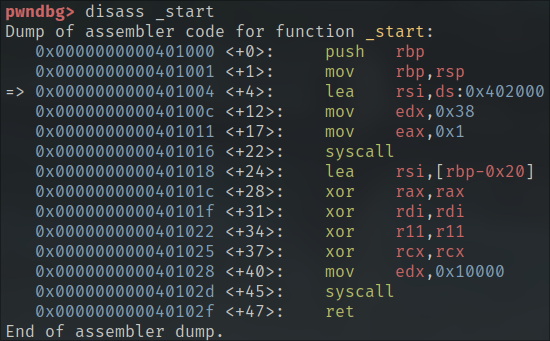 pwndbg> disass _start
Dump of assembler code for function _start:
   0x0000000000401000 <+0>:     push   rbp
   0x0000000000401001 <+1>:     mov    rbp,rsp
=> 0x0000000000401004 <+4>:     lea    rsi,ds:0x402000
   0x000000000040100c <+12>:    mov    edx,0x38
   0x0000000000401011 <+17>:    mov    eax,0x1
   0x0000000000401016 <+22>:    syscall
   0x0000000000401018 <+24>:    lea    rsi,[rbp-0x20]
   0x000000000040101c <+28>:    xor    rax,rax
   0x000000000040101f <+31>:    xor    rdi,rdi
   0x0000000000401022 <+34>:    xor    r11,r11
   0x0000000000401025 <+37>:    xor    rcx,rcx
   0x0000000000401028 <+40>:    mov    edx,0x10000
   0x000000000040102d <+45>:    syscall
   0x000000000040102f <+47>:    ret
End of assembler dump.